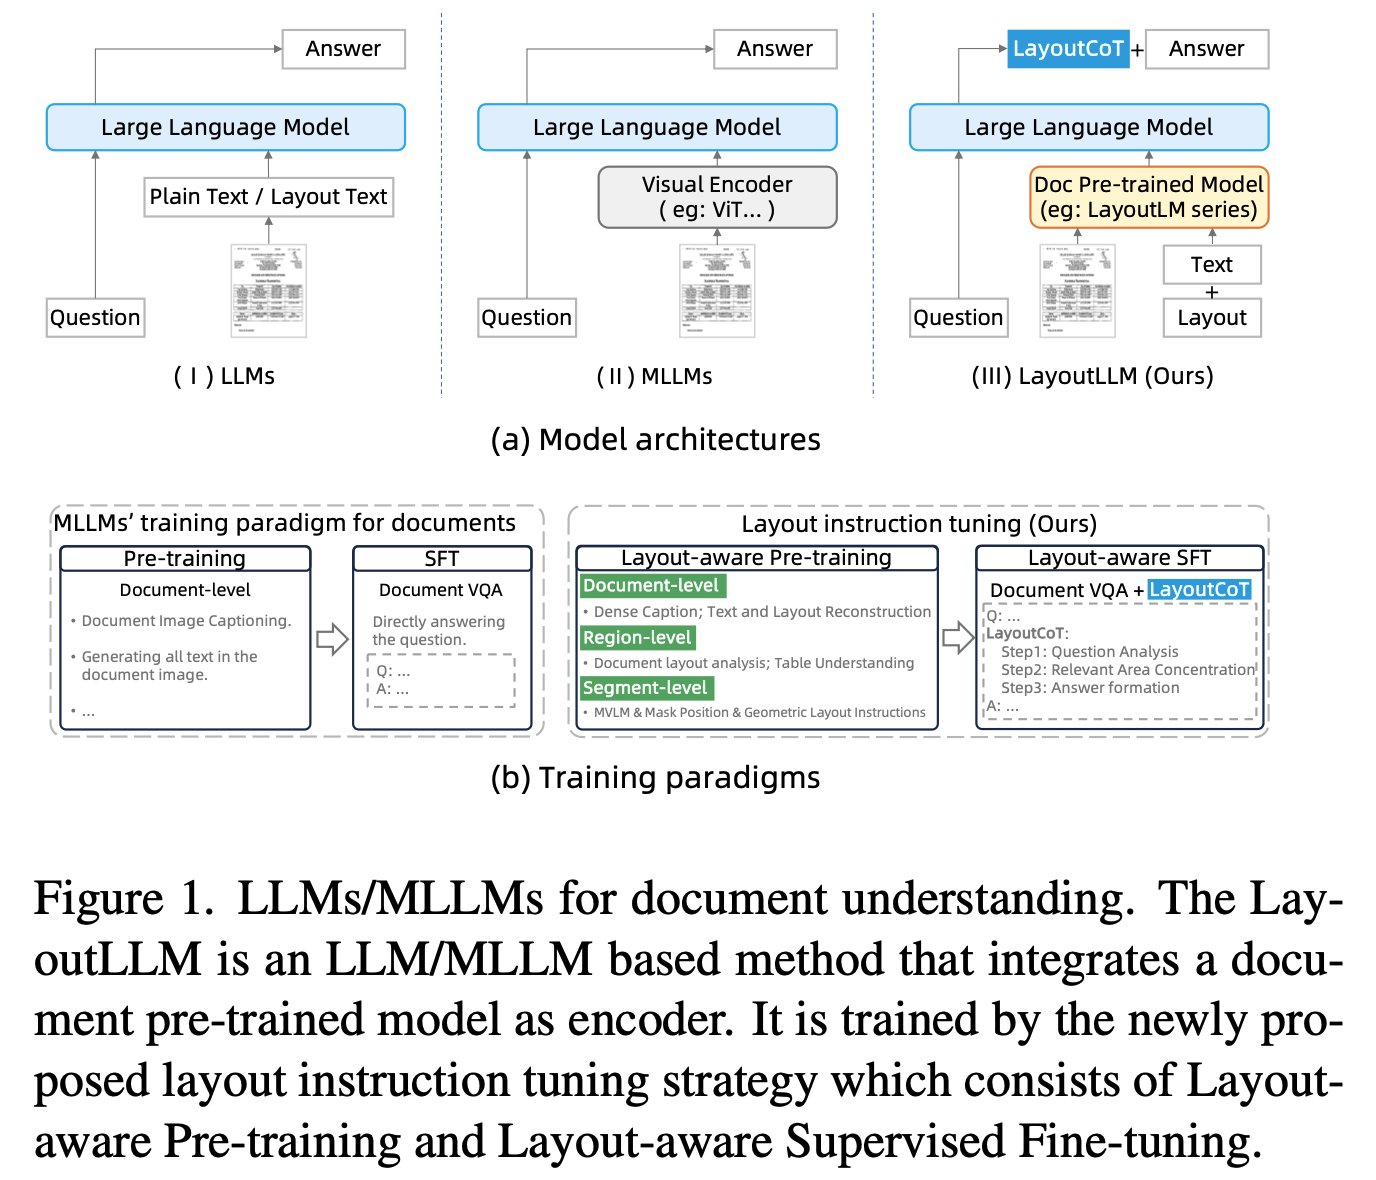 Answer
Large Language Model
Plain Text / Layout Text
Question
( I ) LLMs
Answer
Large Language Model
Visual Encoder
( eg: ViT... )
Question
(II) MLLMs
LayoutCoT + Answer
Large Language Model
Doc Pre-trained Model
(eg: LayoutLM series)
Text
+
Question
Layout
(III) LayoutLLM (Ours)
(a) Model architectures
MLLMs’ training paradigm for documents
Pre-training
Document-level
• Document Image Captioning.
• Generating all text in the
document image.
• ...
SFT
Document VQA
Directly answering
the question.
Q: ...
A: ...
Layout instruction tuning (Ours)
Layout-aware Pre-training
Document-level
• Dense Caption; Text and Layout Reconstruction
Region-level
• Document layout analysis; Table Understanding
Segment-level
• MVLM & Mask Position & Geometric Layout Instructions
Layout-aware SFT
Document VQA + LayoutCoT
Q: ...
LayoutCoT:
Step1: Question Analysis
Step2: Relevant Area Concentration
Step3: Answer formation
A: ...
(b) Training paradigms
Figure 1. LLMs/MLLMs for document understanding. The Lay-
outLLM is an LLM/MLLM based method that integrates a docu-
ment pre-trained model as encoder. It is trained by the newly pro-
posed layout instruction tuning strategy which consists of Layout-
aware Pre-training and Layout-aware Supervised Fine-tuning.